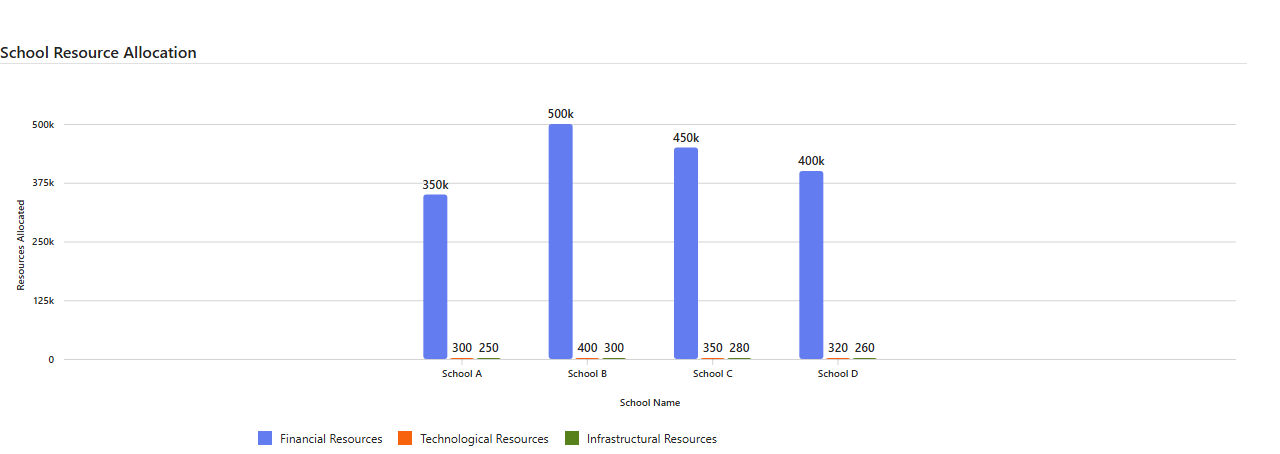 School Resource Allocation
500k
450k
400k
350k
500k
375k
250k
125k
0
Resources Allocated
300 250 400 300 350 280 320 260
School A School B School C School D
School Name
Financial Resources Technological Resources Infrastructural Resources